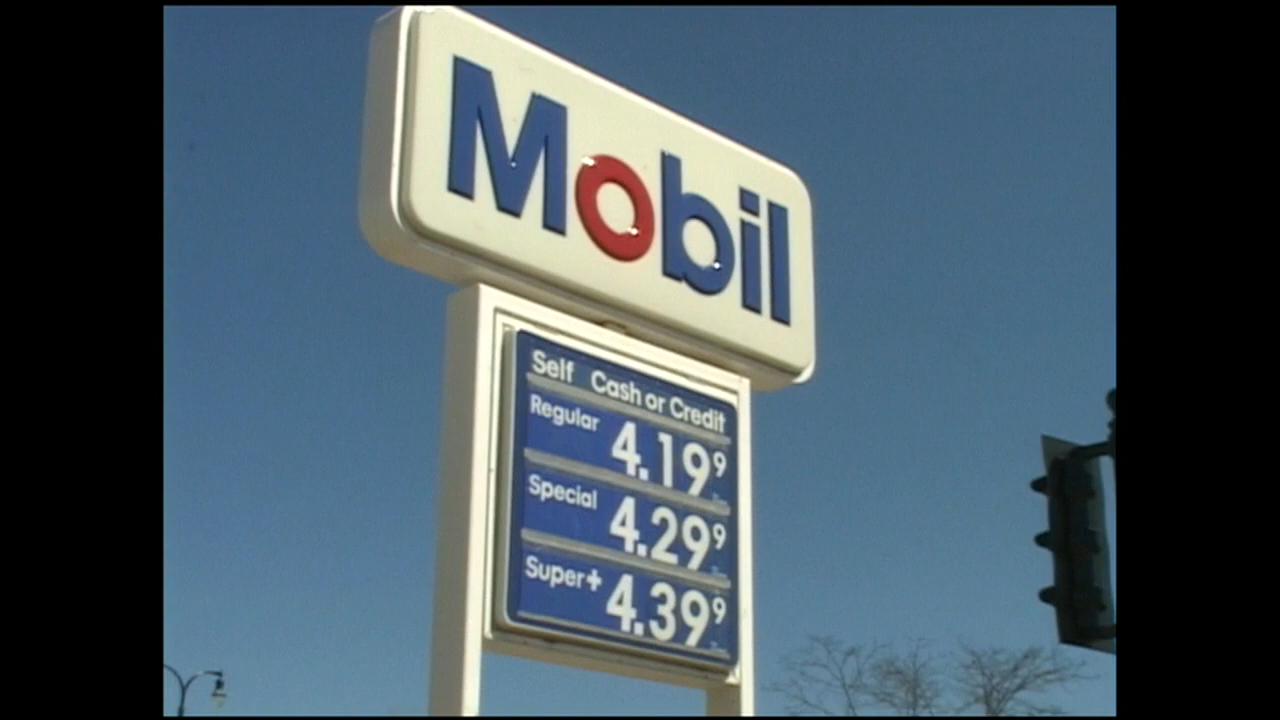 Mobil
Self Cash or Credit
Regular 4.19 9
Special 4.29 9
Super+ 4.39 9